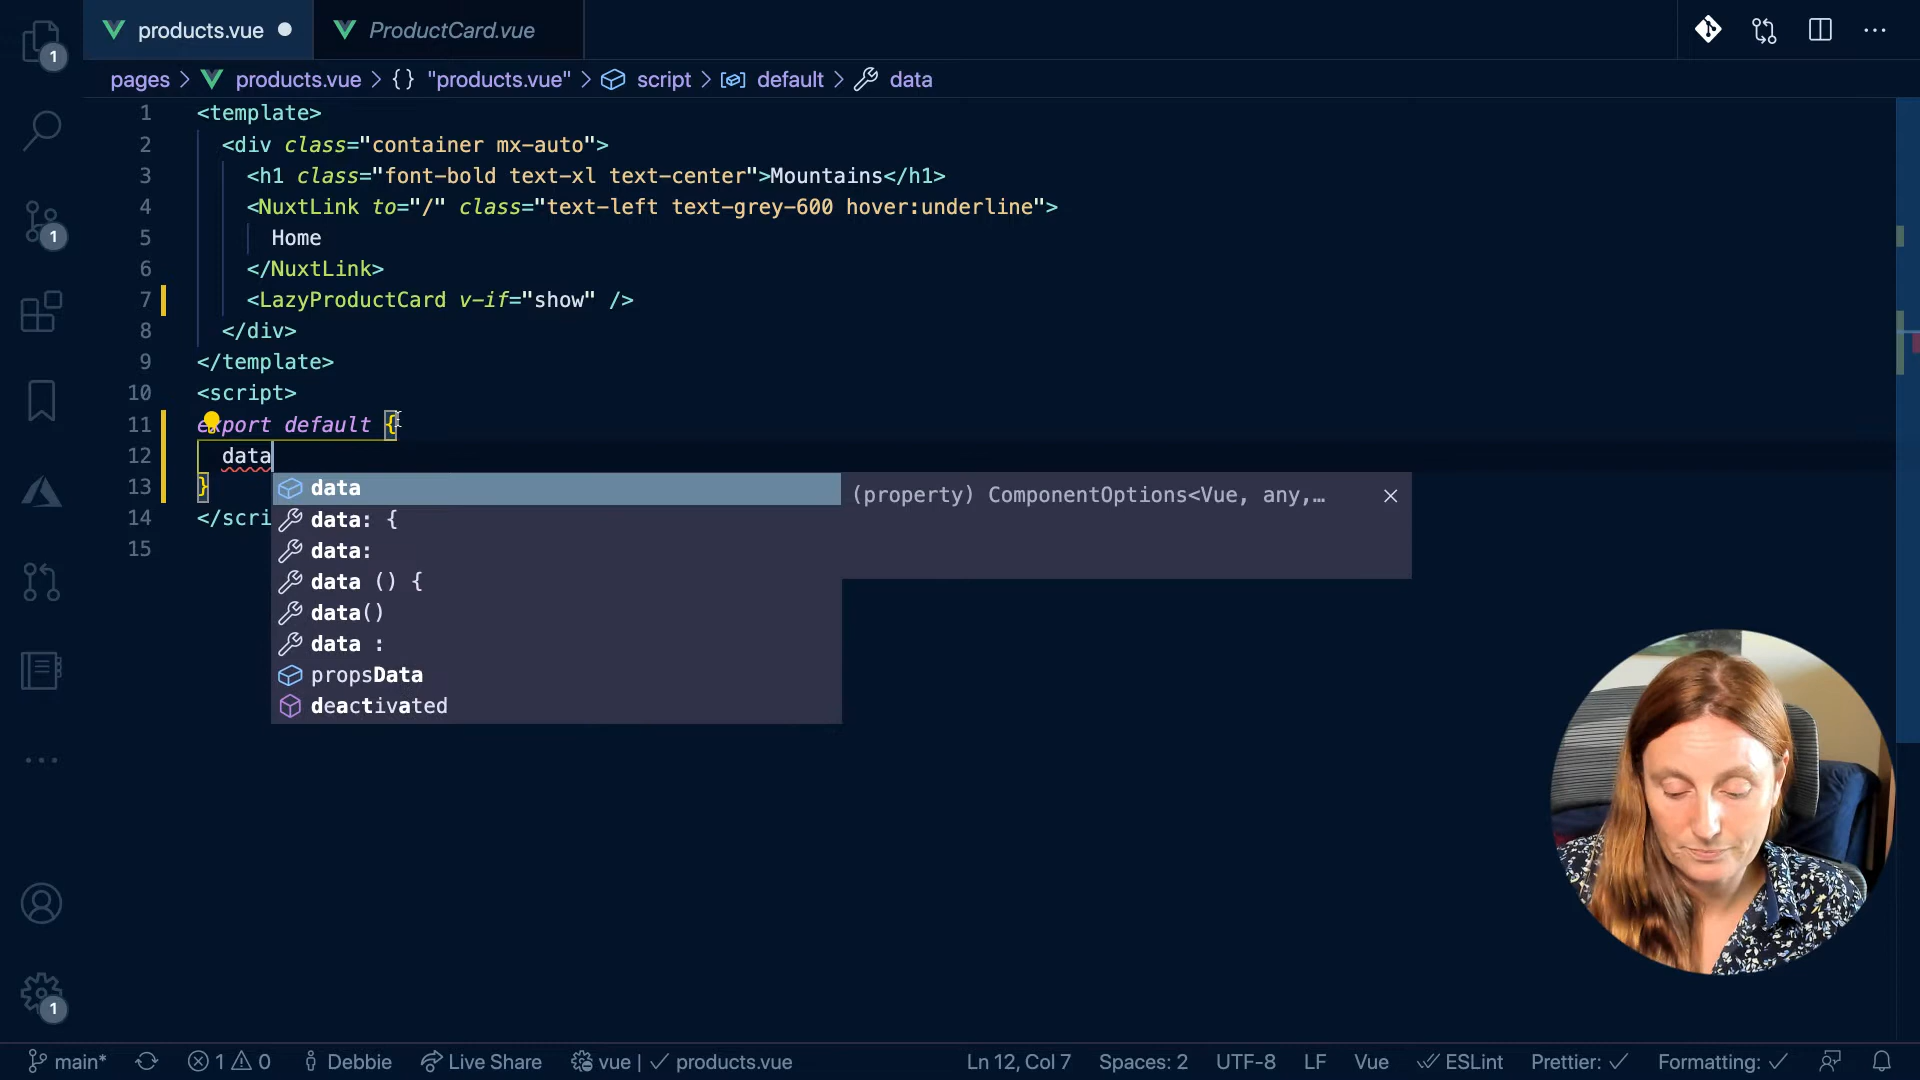 products.vue
ProductCard.vue
1
pages > products.vue > {} "products.vue" > script > default > data
1 <template>
2 <div class="container mx-auto">
3 <h1 class="font-bold text-xl text-center">Mountains</h1>
4 <NuxtLink to="/" class="text-left text-grey-600 hover:underline">
5 Home
6 </NuxtLink>
7 <LazyProductCard v-if="show" />
8 </div>
9 </template>
10 <script>
11 export default {
12 data
13 }
14 </scri
15
1
data
(property) ComponentOptions<Vue, any,…
data: {
data:
data () {
data()
data :
propsData
deactivated
1
main*
1
0
Debbie
Live Share
vue | ✓ products.vue
Ln 12, Col 7
Spaces: 2
UTF-8
LF
Vue
ESLint
Prettier: ✓
Formatting: ✓